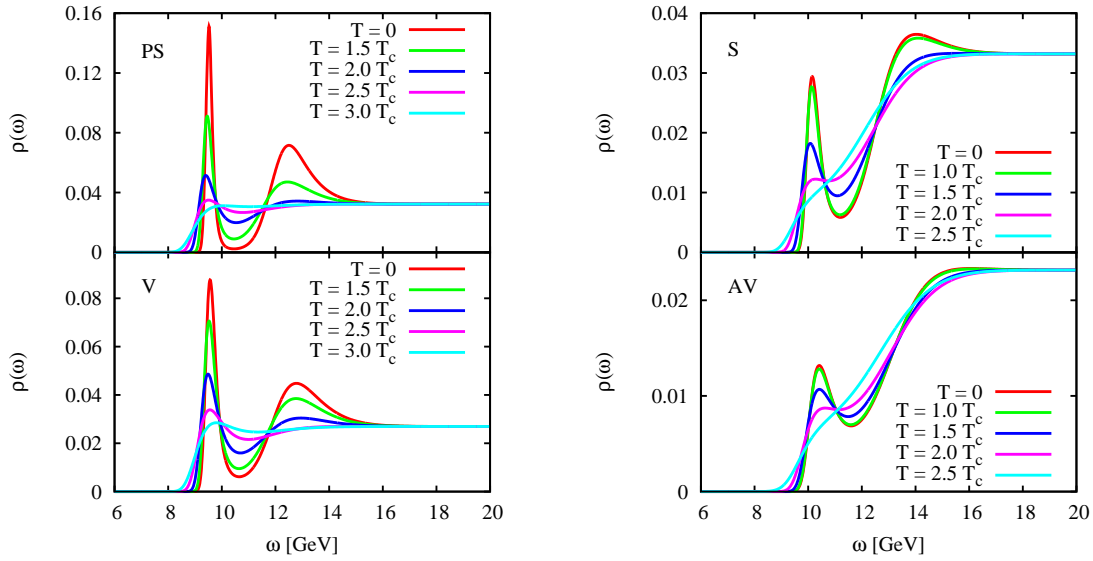 PS
ρ(ω)
0.16
0.12
0.08
0.04
0
T = 0
T = 1.5 T_c
T = 2.0 T_c
T = 2.5 T_c
T = 3.0 T_c
S
ρ(ω)
0.04
0.03
0.02
0.01
0
T = 0
T = 1.0 T_c
T = 1.5 T_c
T = 2.0 T_c
T = 2.5 T_c
V
ρ(ω)
0.08
0.06
0.04
0.02
0
T = 0
T = 1.5 T_c
T = 2.0 T_c
T = 2.5 T_c
T = 3.0 T_c
6 8 10 12 14 16 18 20
ω [GeV]
AV
ρ(ω)
0.02
0.01
0
T = 0
T = 1.0 T_c
T = 1.5 T_c
T = 2.0 T_c
T = 2.5 T_c
6 8 10 12 14 16 18 20
ω [GeV]